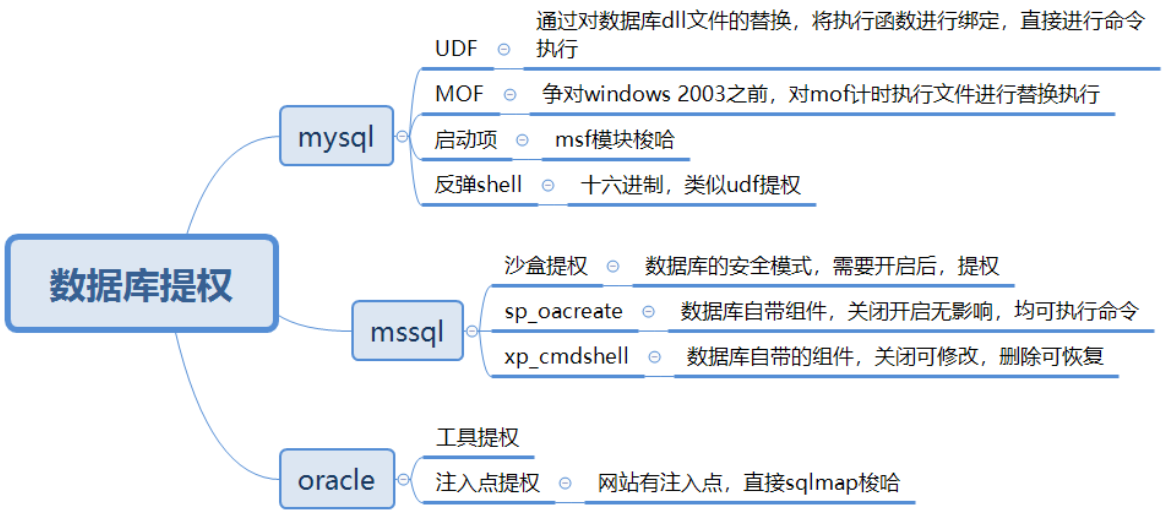 数据库提权
mysql
UDF
通过对数据库dll文件的替换，将执行函数进行绑定，直接进行命令
执行
MOF
争对windows 2003之前，对mof计时执行文件进行替换执行
启动项
msf模块梭哈
反弹shell
十六进制，类似udf提权
mssql
沙盒提权
数据库的安全模式，需要开启后，提权
sp_oacreate
数据库自带组件，关闭开启无影响，均可执行命令
xp_cmdshell
数据库自带的组件，关闭可修改，删除可恢复
oracle
工具提权
注入点提权
网站有注入点，直接sqlmap梭哈